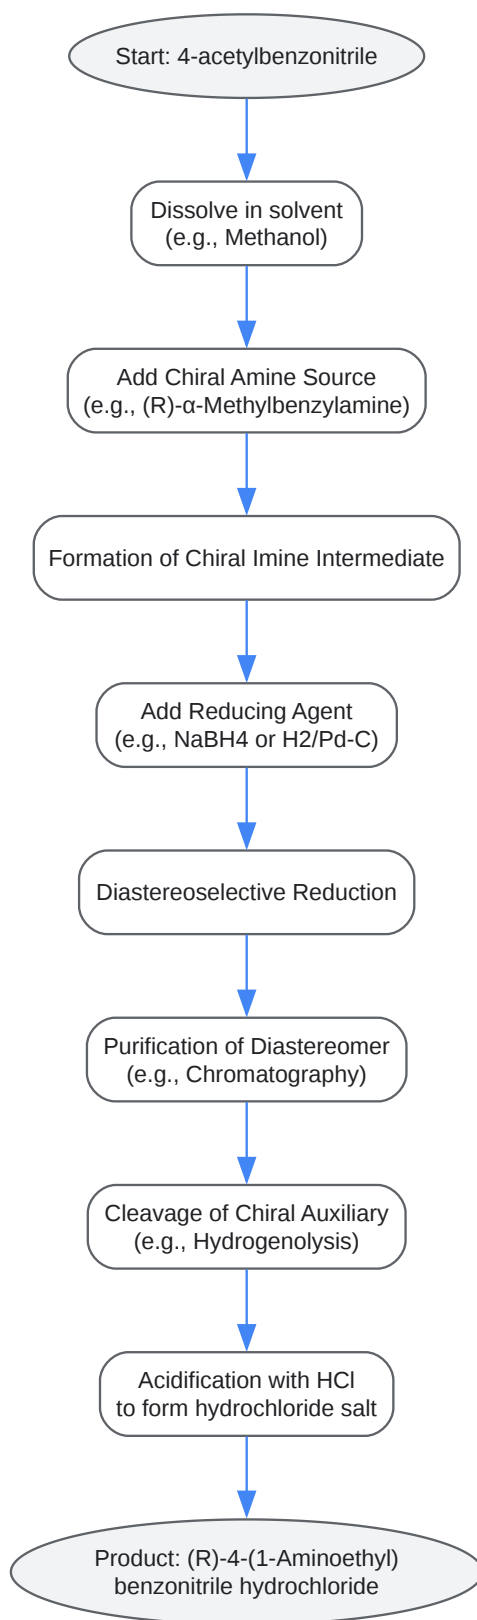 Start: 4-acetylbenzonitrile
Dissolve in solvent
(e.g., Methanol)
Add Chiral Amine Source
(e.g., (R)-α-Methylbenzylamine)
Formation of Chiral Imine Intermediate
Add Reducing Agent
(e.g., NaBH4 or H2/Pd-C)
Diastereoselective Reduction
Purification of Diastereomer
(e.g., Chromatography)
Cleavage of Chiral Auxiliary
(e.g., Hydrogenolysis)
Acidification with HCl
to form hydrochloride salt
Product: (R)-4-(1-Aminoethyl)
benzonitrile hydrochloride